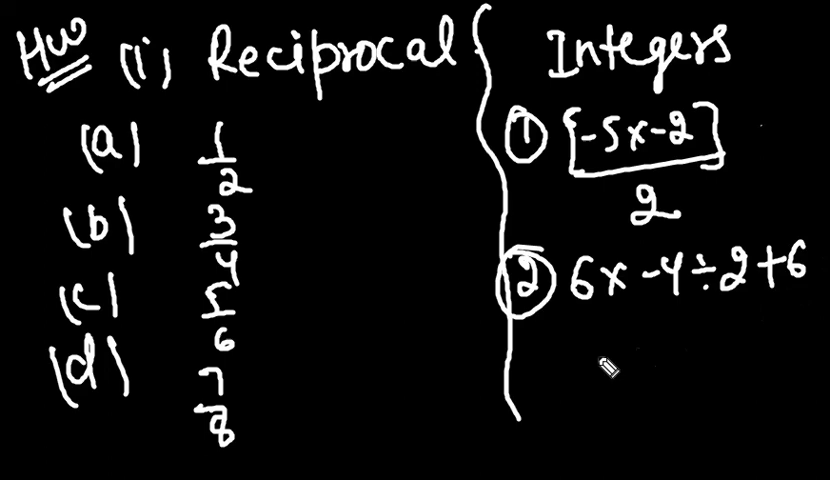 HW (i) Reciprocal
(a) 1/2
(b) 3/4
(c) 5/6
(d) 7/8
Integers
① [-5x-2]
2
② 6x-4÷2+6